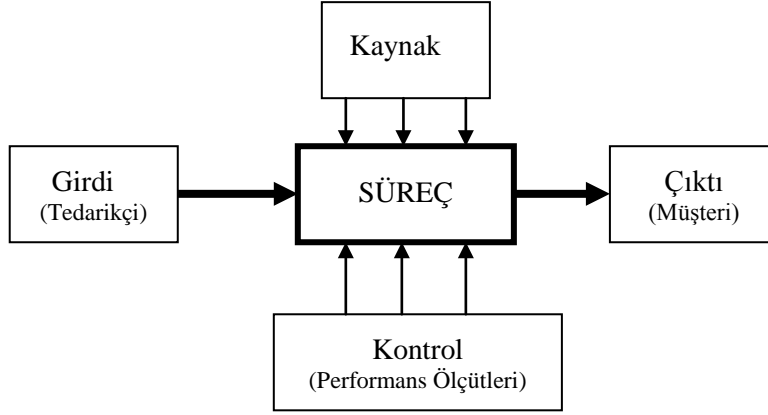 Kaynak
Girdi
(Tedarikçi)
SÜREÇ
Çıktı
(Müşteri)
Kontrol
(Performans Ölçütleri)